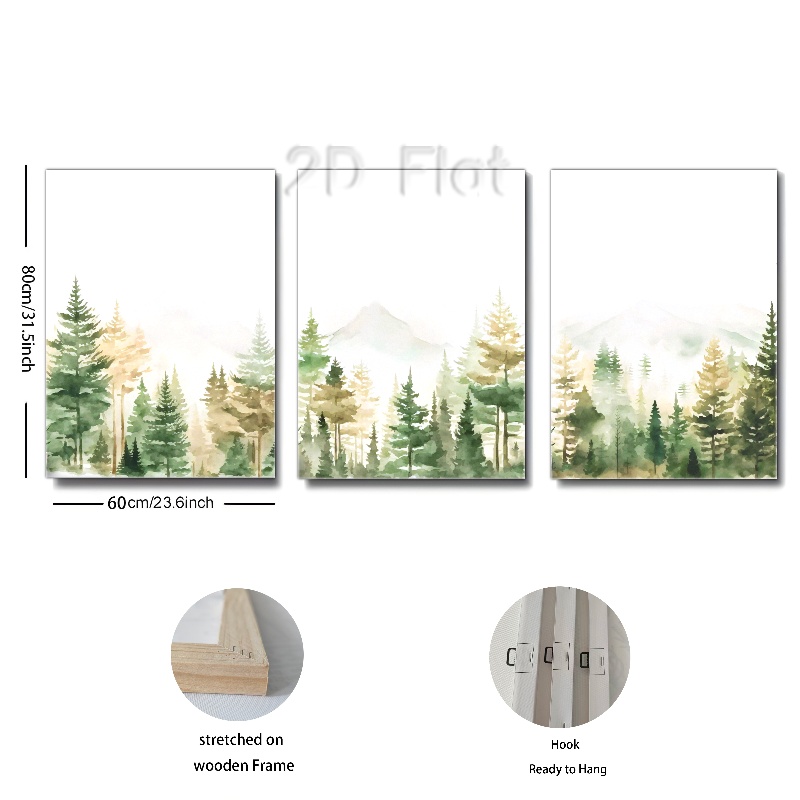 2D Flat
80cm/31.5inch
60cm/23.6inch
stretched on
wooden Frame
Hook
Ready to Hang